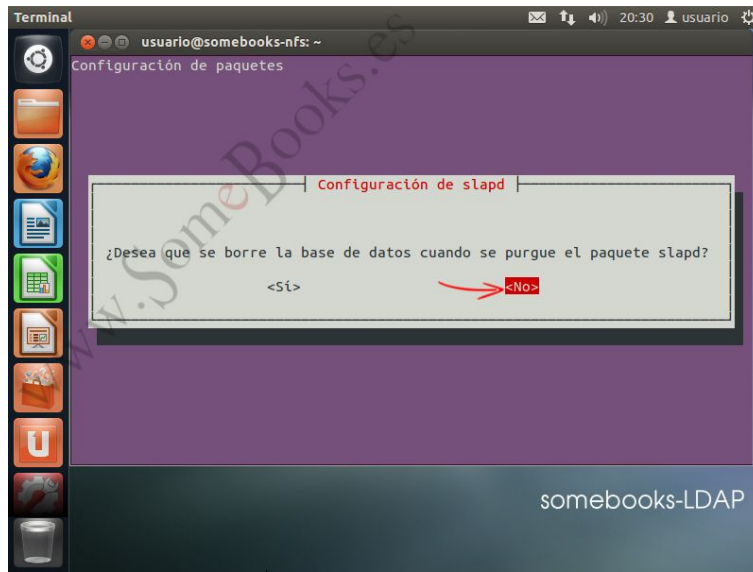 Terminal 20:30 usuario
usuario@somebooks-nfs: ~
Configuración de paquetes
Configuración de slapd
¿Desea que se borre la base de datos cuando se purgue el paquete slapd?
<Sí> <No>
somebooks-LDAP
www.SomeBooks.es